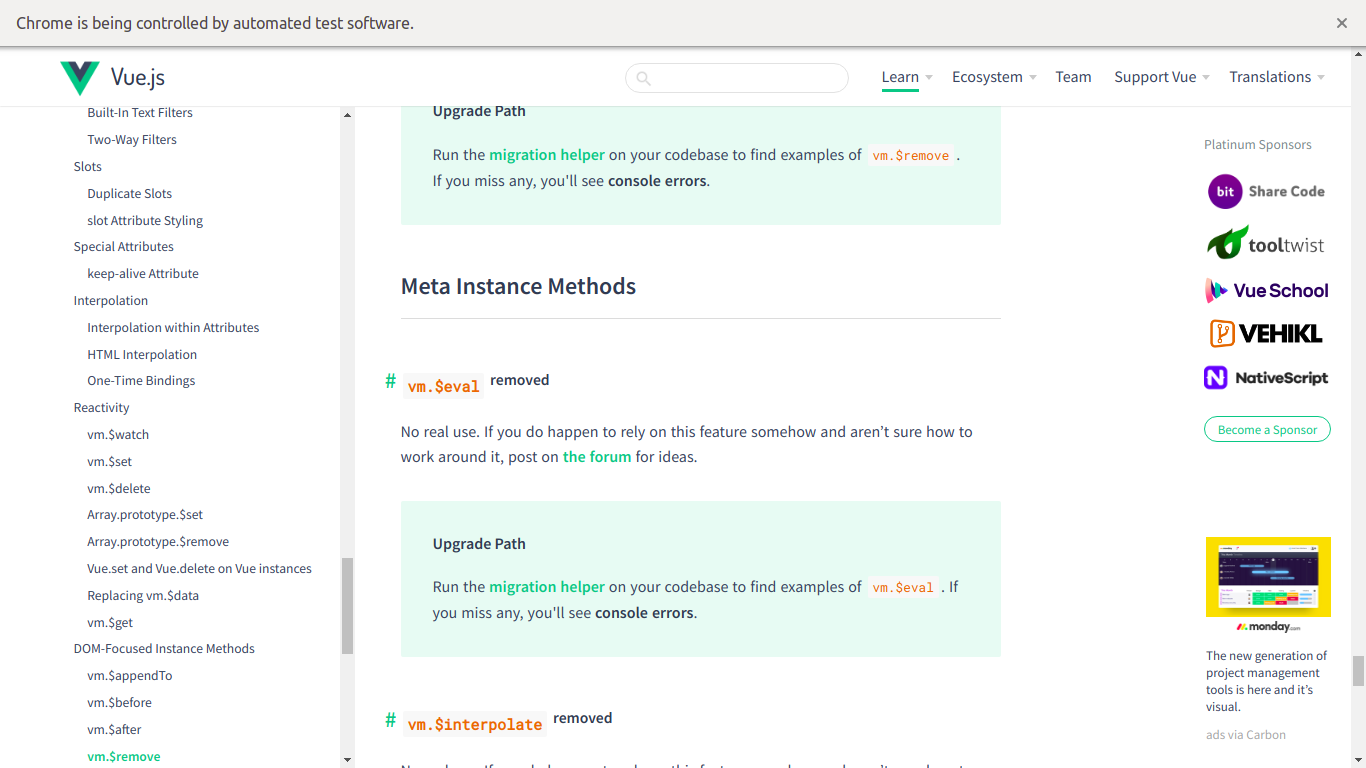 Chrome is being controlled by automated test software.
Vue.js
Learn
Ecosystem
Team
Support Vue
Translations
Built-In Text Filters
Two-Way Filters
Slots
Duplicate Slots
slot Attribute Styling
Special Attributes
keep-alive Attribute
Interpolation
Interpolation within Attributes
HTML Interpolation
One-Time Bindings
Reactivity
vm.$watch
vm.$set
vm.$delete
Array.prototype.$set
Array.prototype.$remove
Vue.set and Vue.delete on Vue instances
Replacing vm.$data
vm.$get
DOM-Focused Instance Methods
vm.$appendTo
vm.$before
vm.$after
vm.$remove
Upgrade Path
Run the migration helper on your codebase to find examples of vm.$remove .
If you miss any, you'll see console errors.
Meta Instance Methods
# vm.$eval removed
No real use. If you do happen to rely on this feature somehow and aren't sure how to
work around it, post on the forum for ideas.
Upgrade Path
Run the migration helper on your codebase to find examples of vm.$eval . If
you miss any, you'll see console errors.
# vm.$interpolate removed
Platinum Sponsors
bit Share Code
tooltwist
Vue School
VEHIKL
N NativeScript
Become a Sponsor
monday.com
The new generation of
project management
tools is here and it's
visual.
ads via Carbon